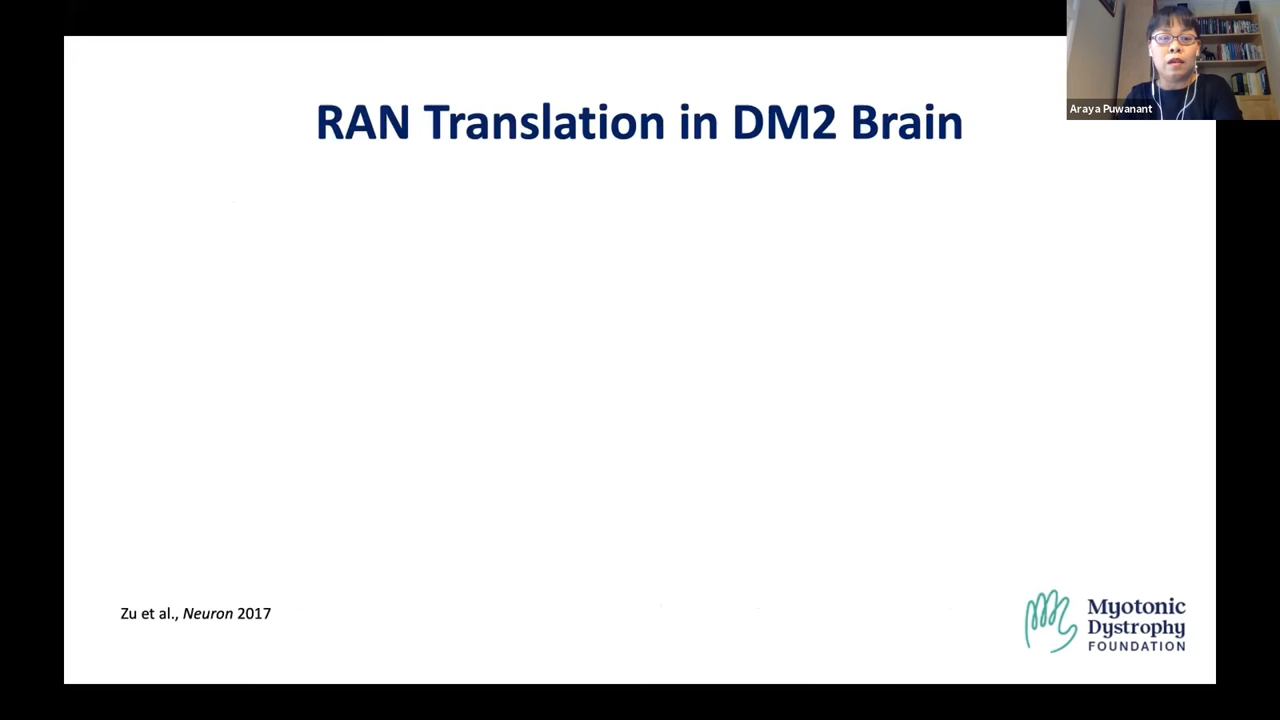 Araya Puwanant
RAN Translation in DM2 Brain
Zu et al., Neuron 2017
Myotonic
Dystrophy
FOUNDATION